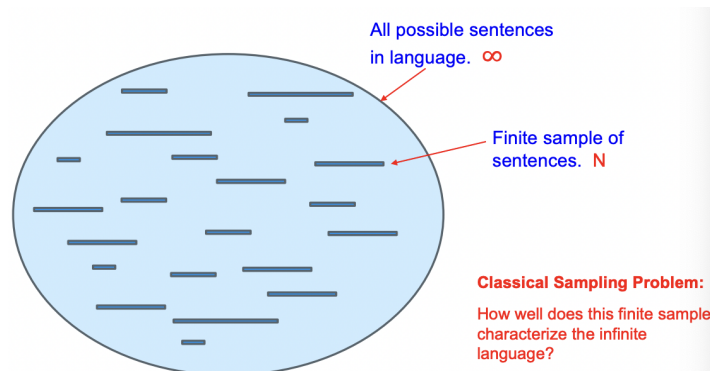 All possible sentences
in language. ∞
Finite sample of
sentences. N
Classical Sampling Problem:
How well does this finite sample
characterize the infinite
language?